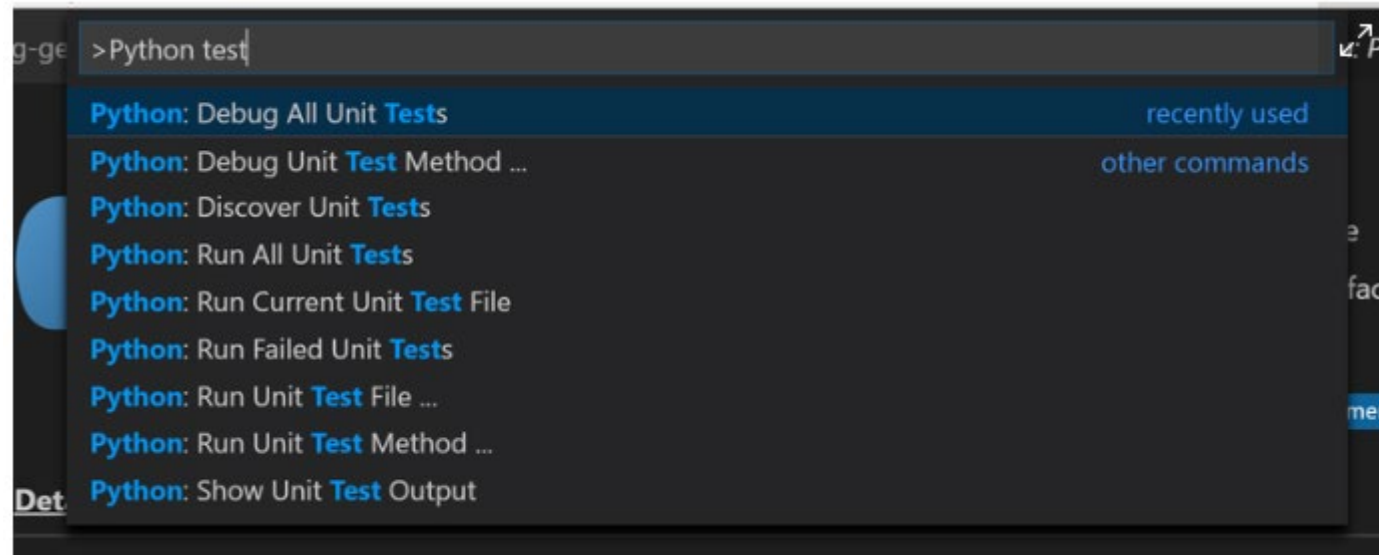 g-ge >Python test
Python: Debug All Unit Tests recently used
Python: Debug Unit Test Method ... other commands
Python: Discover Unit Tests
Python: Run All Unit Tests
Python: Run Current Unit Test File
Python: Run Failed Unit Tests
Python: Run Unit Test File ...
Python: Run Unit Test Method ...
Python: Show Unit Test Output
Det